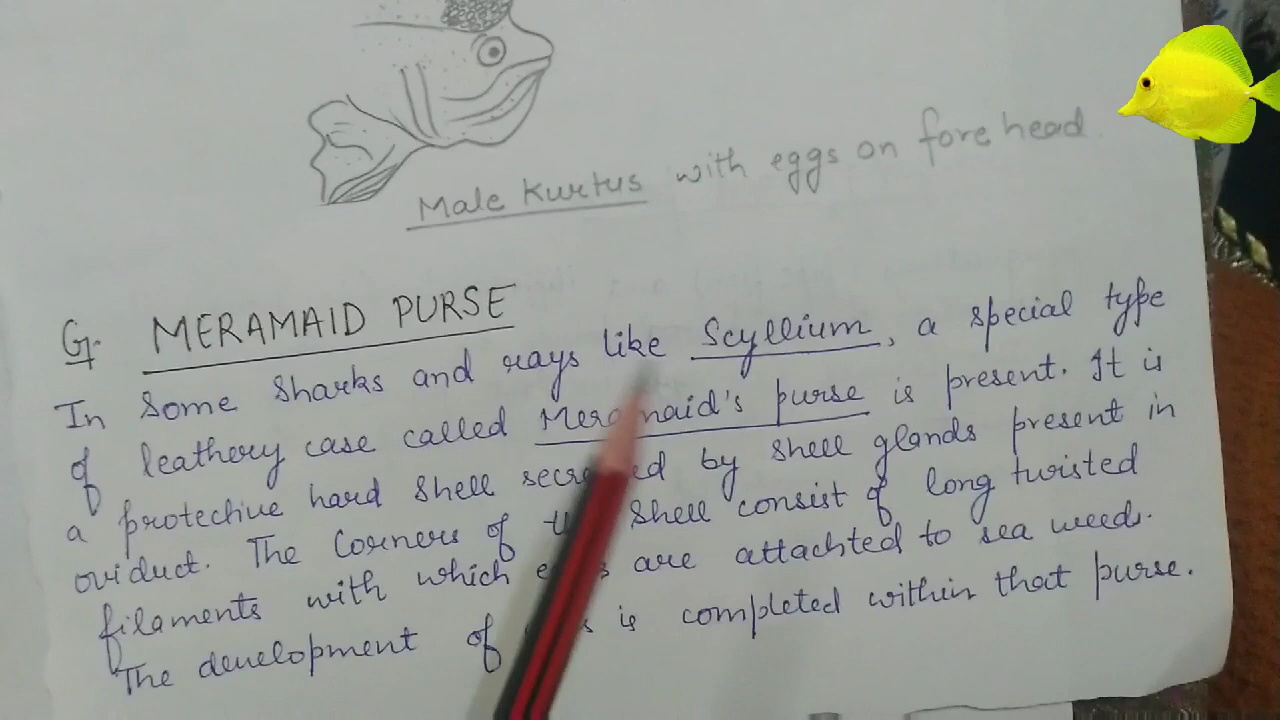 Male Kurtus with eggs on fore head.
G. MERAMAID PURSE
In Some Sharks and rays like Scyllium, a special type
of leathery case called Meramaid's purse is present. It is
a protective hard shell secreted by shell glands present in
oviduct. The Corners of the shell consist of long twisted
filaments with which are attachted to sea weed.
The development of is completed within that purse.